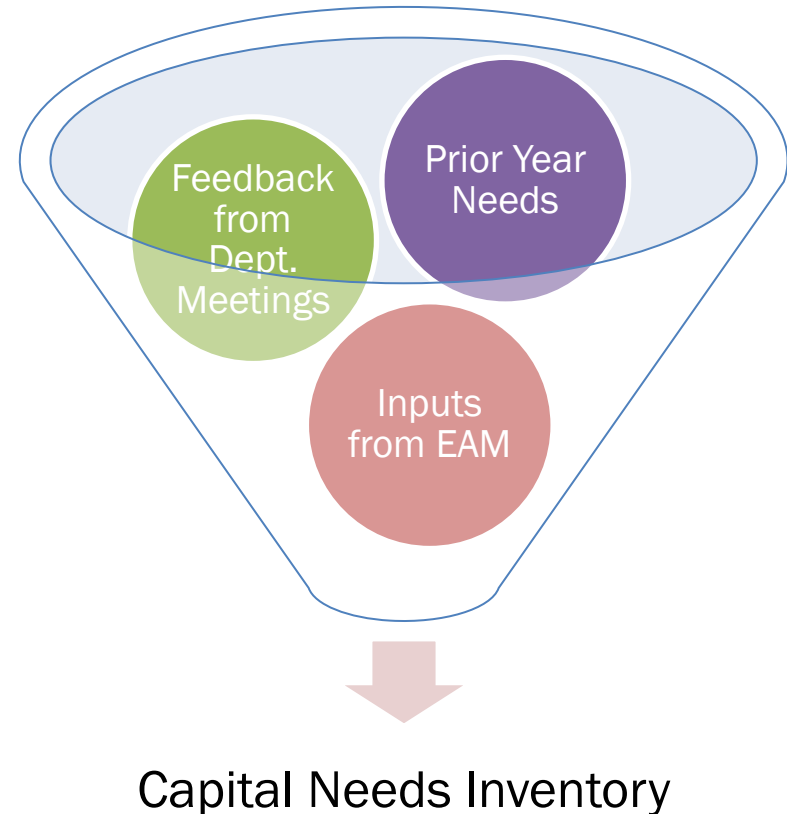 Feedback
from
Dept.
Meetings
Prior Year
Needs
Inputs
from EAM
Capital Needs Inventory